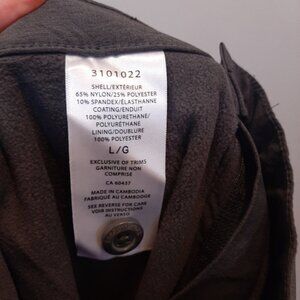 3101022
SHELL/EXTÉRIEUR
65% NYLON/25% POLYESTER
10% SPANDEX/ÉLASTHANNE
COATING/ENDUIT
100% POLYURETHANE/
POLYURÉTHANE
LINING/DOUBLURE
100% POLYESTER
L/G
EXCLUSIVE OF TRIMS
GARNITURE NON
COMPRISE
CA 60437
MADE IN CAMBODIA
FABRIQUÉ AU CAMBODGE
SEE REVERSE FOR CARE
VOIR INSTRUCTIONS
AU VERSO